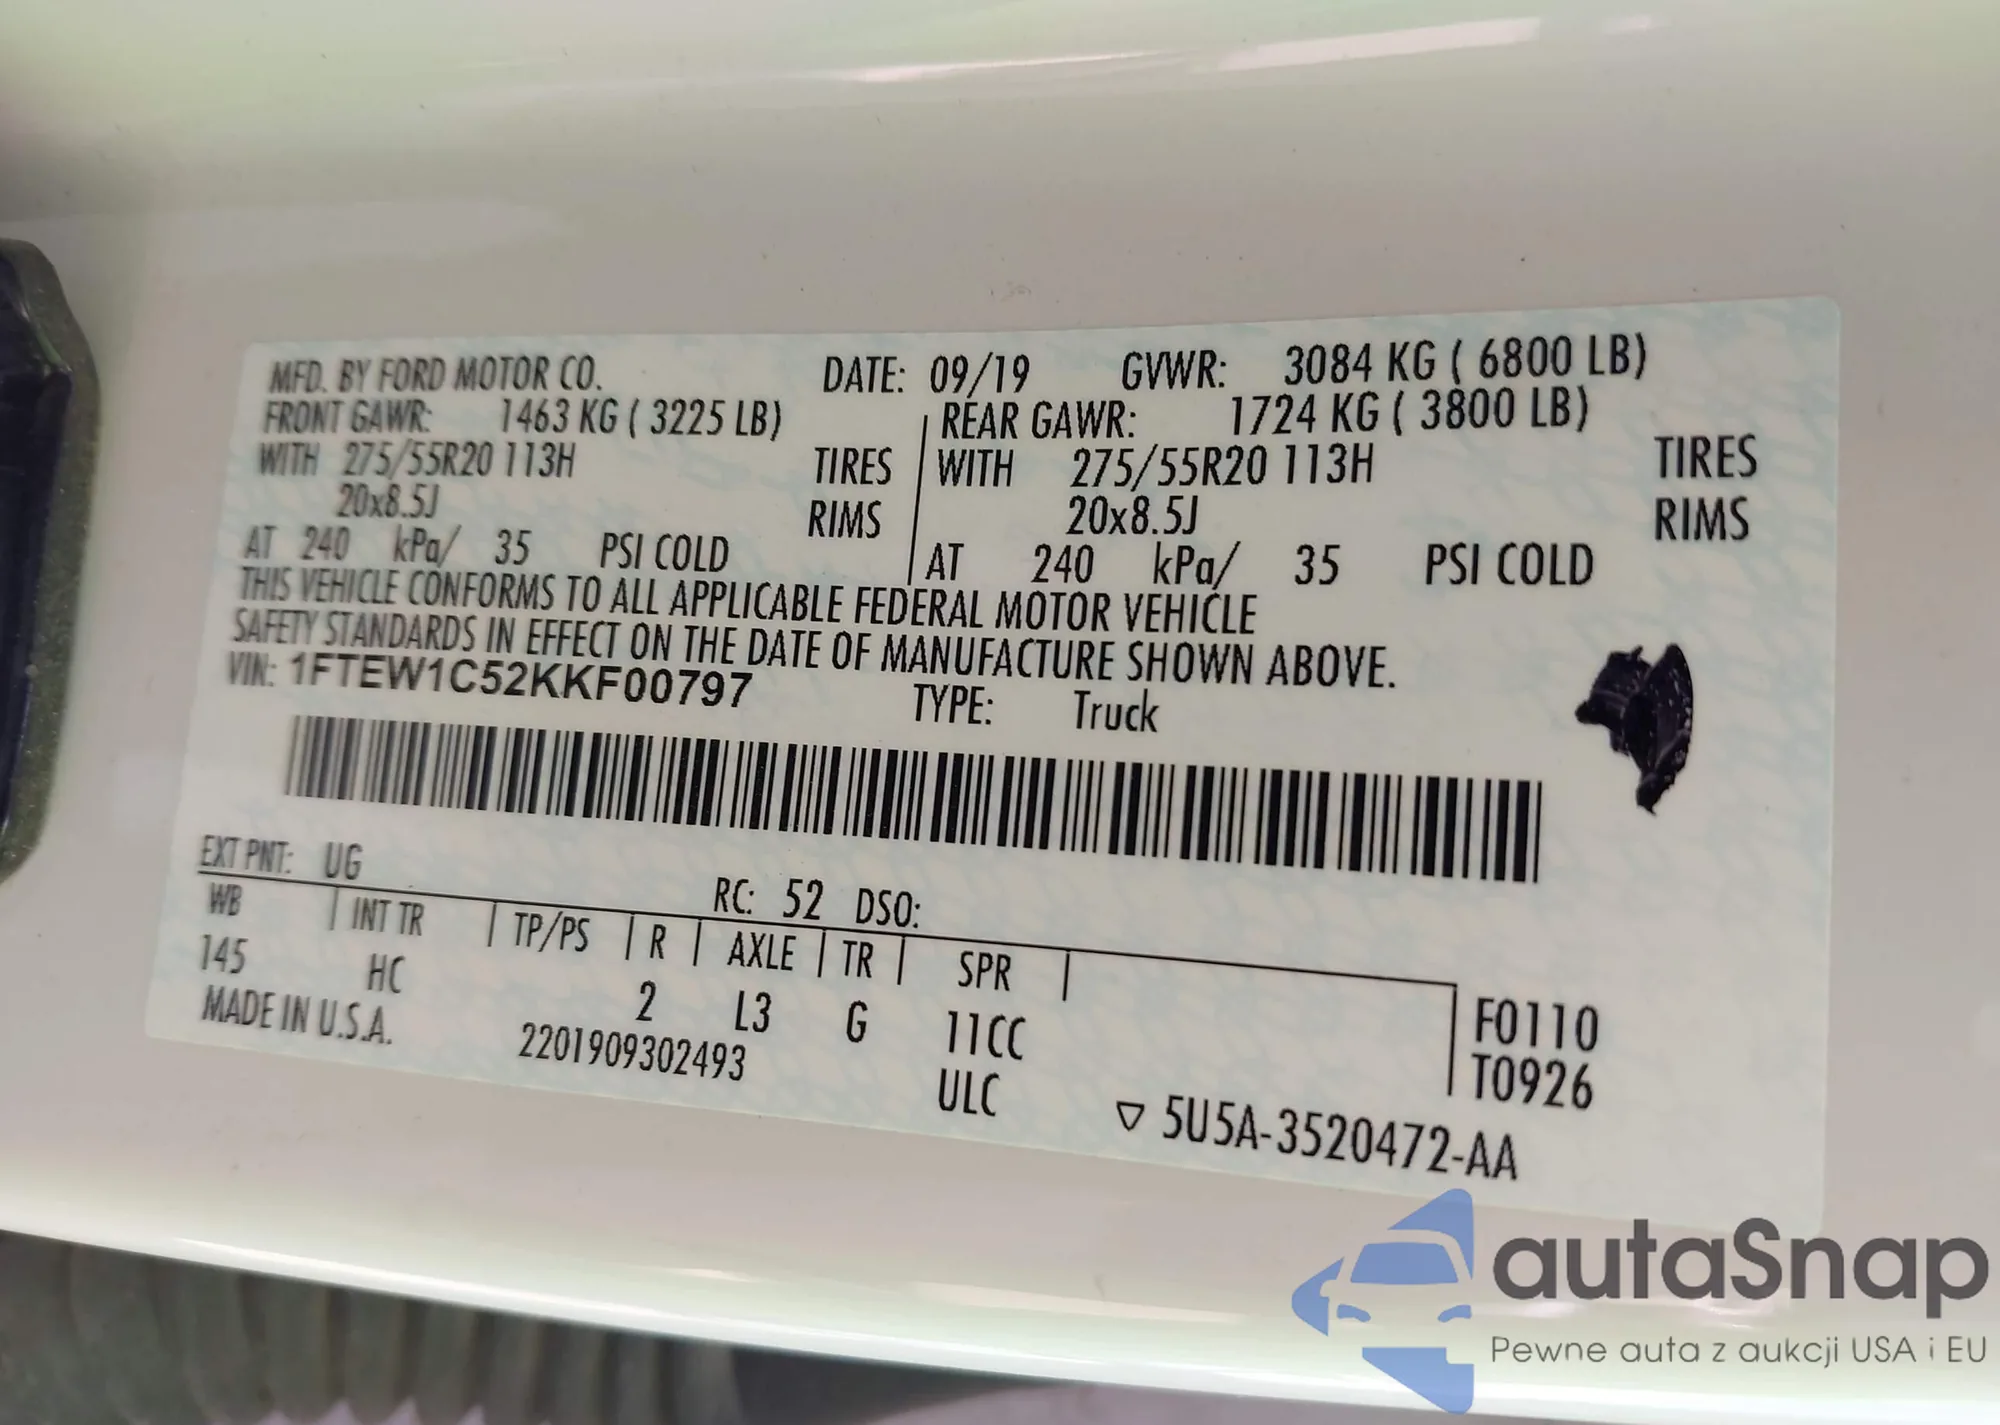 MFD. BY FORD MOTOR CO. DATE: 09/19 GVWR: 3084 KG ( 6800 LB)
FRONT GAWR: 1463 KG ( 3225 LB) REAR GAWR: 1724 KG ( 3800 LB)
WITH 275/55R20 113H TIRES WITH 275/55R20 113H TIRES
20x8.5J RIMS 20x8.5J RIMS
AT 240 kPa/ 35 PSI COLD AT 240 kPa/ 35 PSI COLD
THIS VEHICLE CONFORMS TO ALL APPLICABLE FEDERAL MOTOR VEHICLE
SAFETY STANDARDS IN EFFECT ON THE DATE OF MANUFACTURE SHOWN ABOVE.
VIN: 1FTEW1C52KKF00797 TYPE: Truck
EXT PNT: UG RC: 52 DSO:
WB INT TR TP/PS R AXLE TR SPR
145 HC 2 L3 G 11CC F0110
MADE IN U.S.A. 2201909302493 ULC T0926
▽ 5U5A-3520472-AA
autaSnap
Pewne auta z aukcji USA i EU